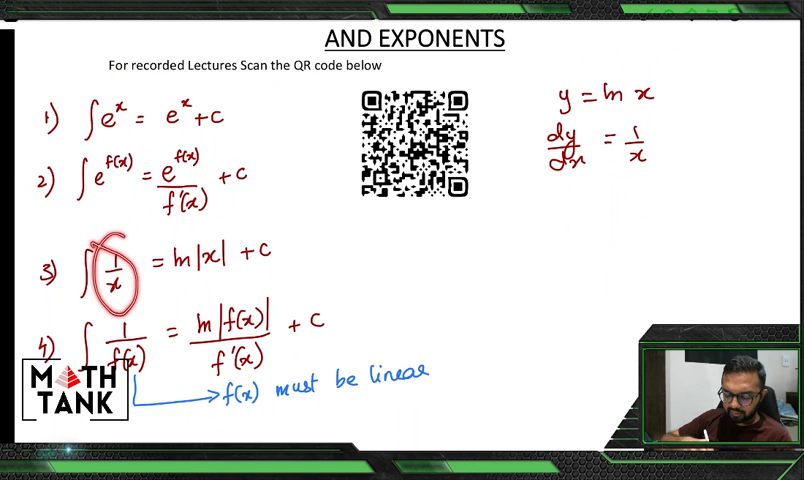 AND EXPONENTS
For recorded Lectures Scan the QR code below
1) ∫e^x = e^x + c
2) ∫e^{f(x)} = e^{f(x)}/f'(x) + c
3) ∫ 1/x = ln|x| + c
4) ∫ 1/f(x) = ln|f(x)|/f'(x) + c
f(x) must be linear
y = ln x
dy/dx = 1/x
MATH
TANK